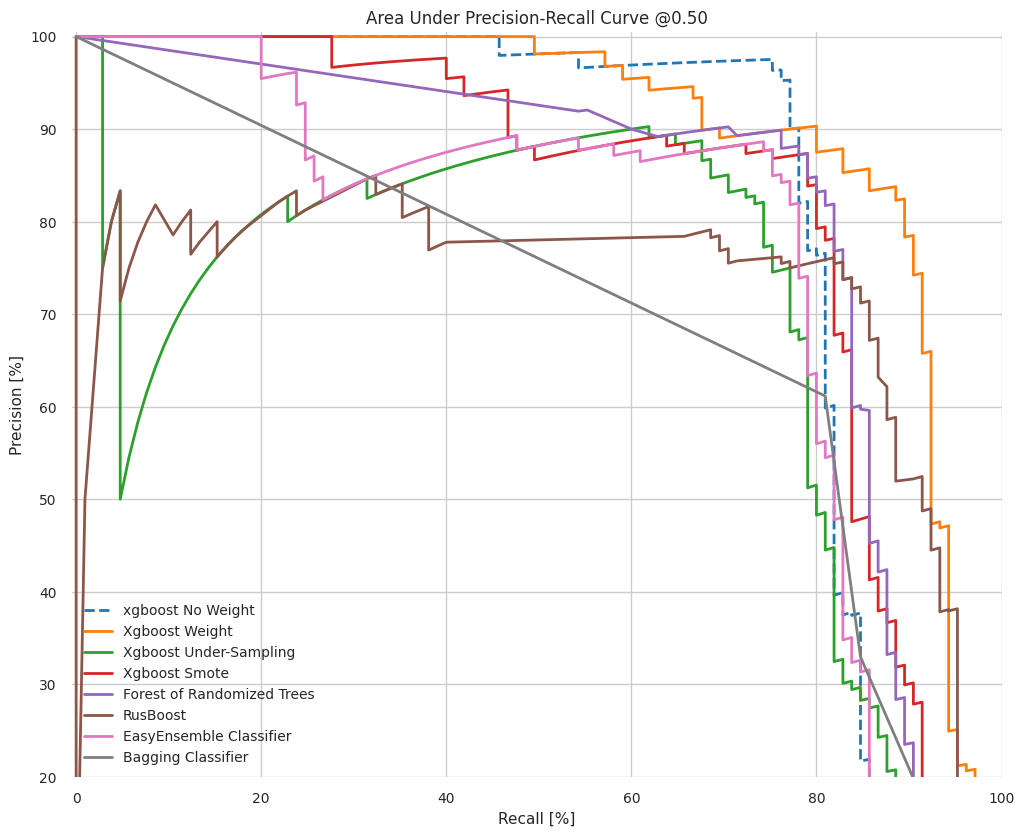 Area Under Precision-Recall Curve @0.50
100
90
80
70
60
50
40
30
20
Precision [%]
xgboost No Weight
Xgboost Weight
Xgboost Under-Sampling
Xgboost Smote
Forest of Randomized Trees
RusBoost
EasyEnsemble Classifier
Bagging Classifier
0 20 40 60 80 100
Recall [%]